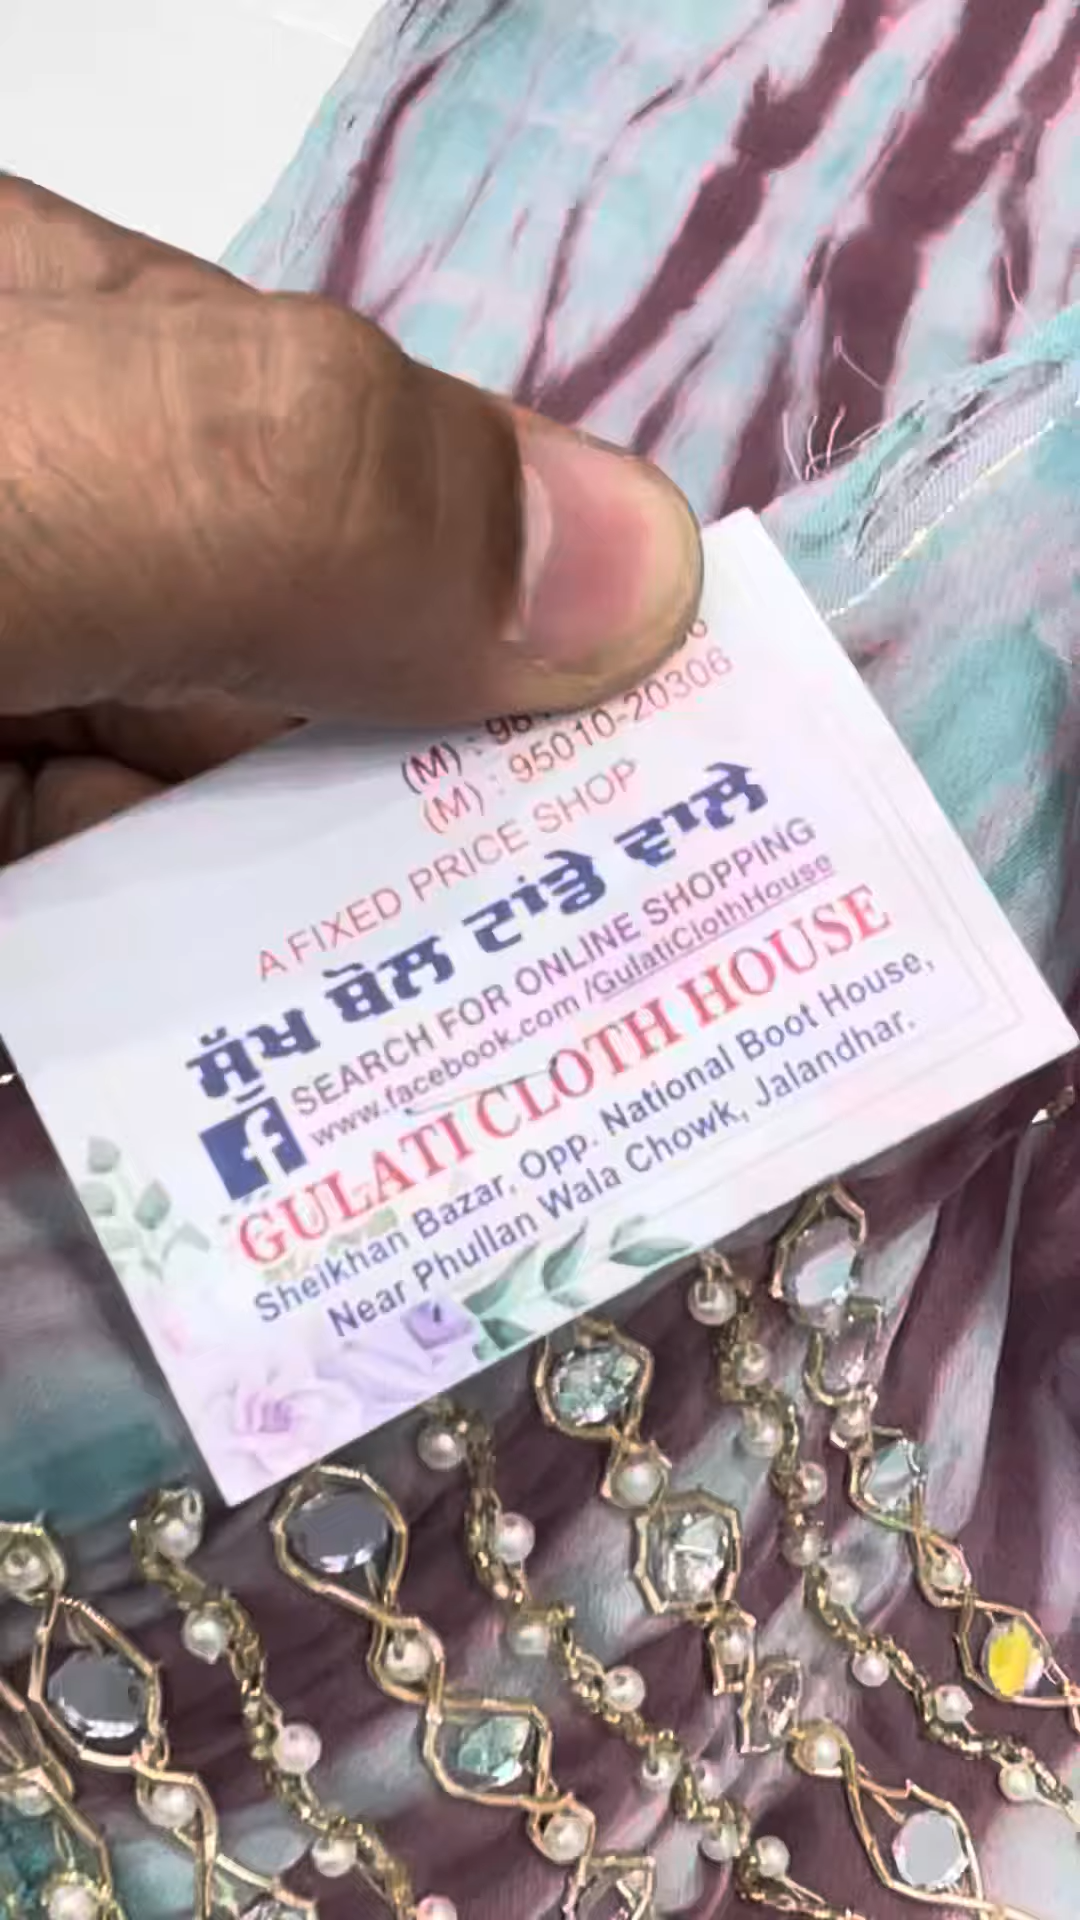 (M) : 98
(M) : 95010-20306
A FIXED PRICE SHOP
ਸੁੱਖ ਬੋਲ ਟਾਂਡੇ ਵਾਲੇ
SEARCH FOR ONLINE SHOPPING
www.facebook.com /GulatiClothHouse
GULATI CLOTH HOUSE
Sheikhan Bazar, Opp. National Boot House,
Near Phullan Wala Chowk, Jalandhar.